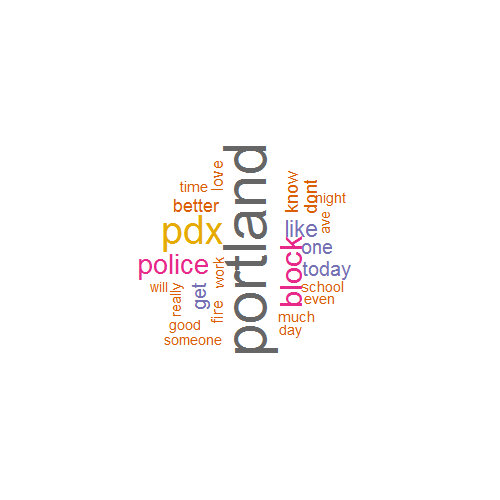 portland
love
time
better
pdx
police
work
will
really
get
fire
good
someone
know
dont
night
ave
like
one
block
today
school
even
much
day